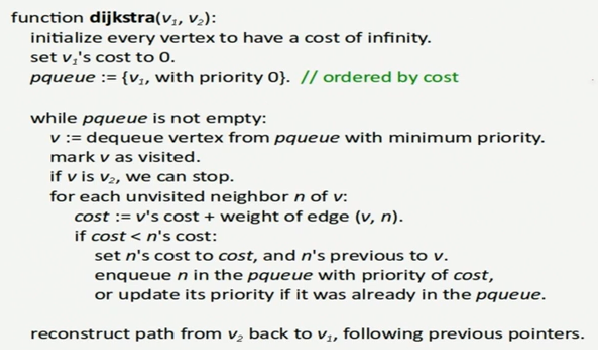 function dijkstra(v₁, v₂):
initialize every vertex to have a cost of infinity.
set v₁'s cost to 0.
pqueue := {v₁, with priority 0}. // ordered by cost
while pqueue is not empty:
v := dequeue vertex from pqueue with minimum priority.
mark v as visited.
if v is v₂, we can stop.
for each unvisited neighbor n of v:
cost := v's cost + weight of edge (v, n).
if cost < n's cost:
set n's cost to cost, and n's previous to v.
enqueue n in the pqueue with priority of cost,
or update its priority if it was already in the pqueue.
reconstruct path from v₂ back to v₁, following previous pointers.